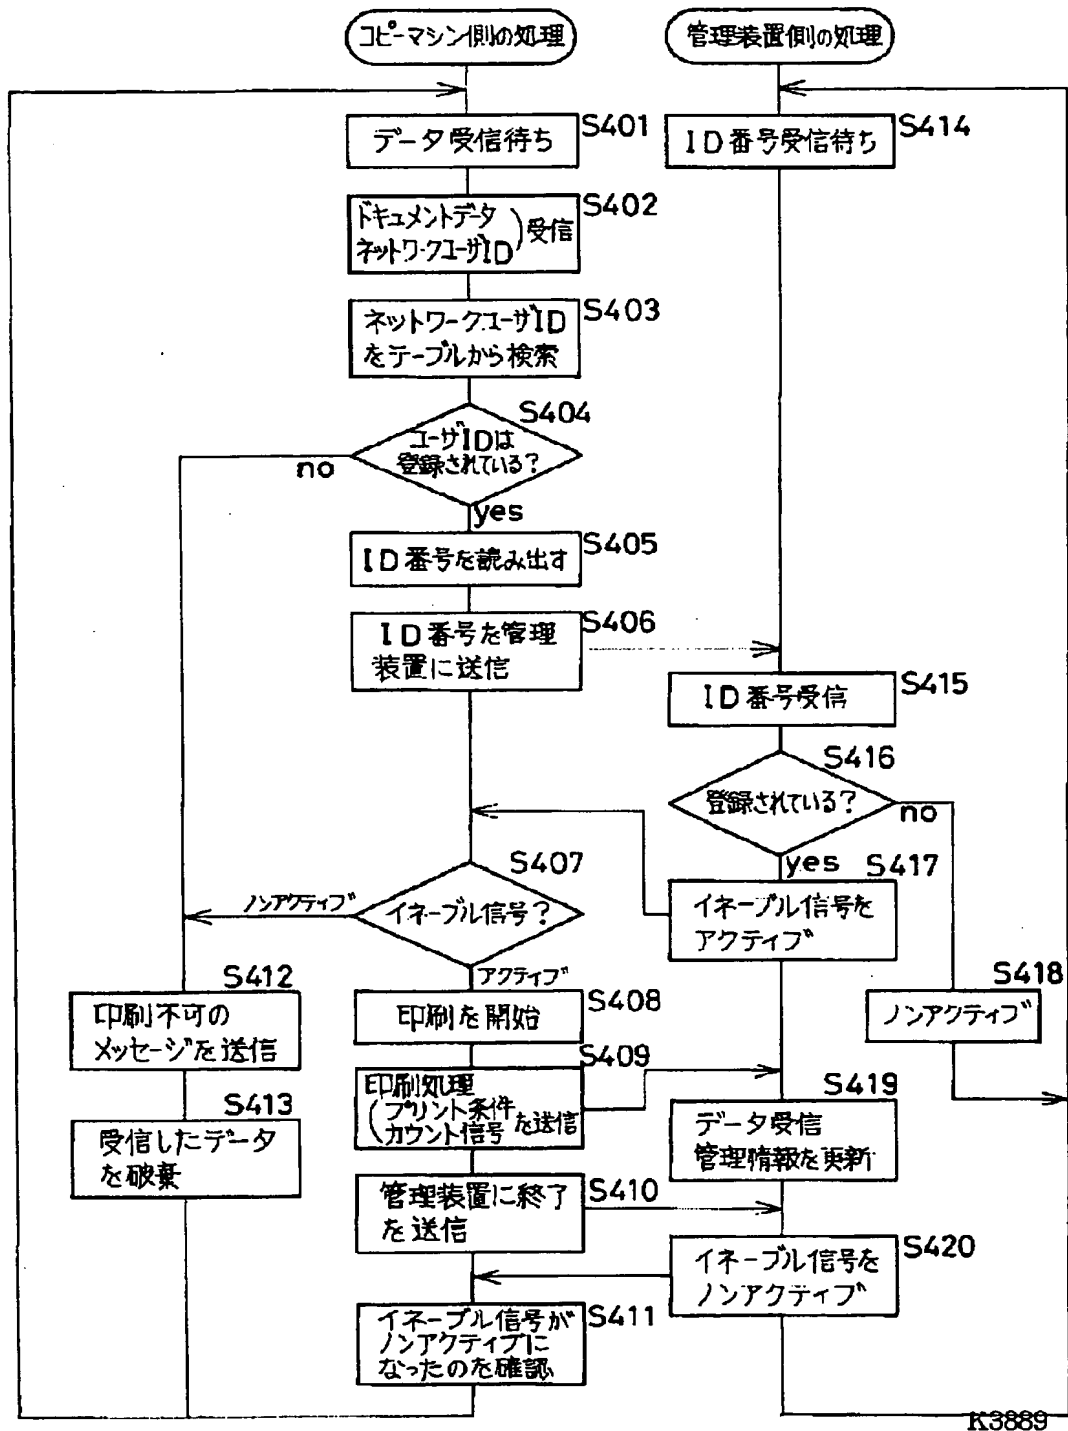 コピーマシン側の処理
管理装置側の処理
データ受信待ち
S401
ID番号受信待ち
S414
ドキュメントデータ
ネットワークユーザID
)受信
S402
ネットワークユーザID
をテーブルから検索
S403
S404
ユーザIDは
登録されている?
no
yes
ID番号を読み出す
S405
ID番号を管理
装置に送信
S406
ID番号受信
S415
S416
登録されている?
no
yes
S417
イネーブル信号を
アクティブ
S407
イネーブル信号?
ノンアクティブ
アクティブ
S418
ノンアクティブ
S412
印刷不可の
メッセージを送信
印刷を開始
S408
S409
印刷処理
(プリント条件
カウント信号を送信
S419
データ受信
管理情報を更新
S413
受信したデータ
を破棄
管理装置に終了
を送信
S410
イネーブル信号を
ノンアクティブ
S420
イネーブル信号が
ノンアクティブに
なったのを確認
S411
K3889